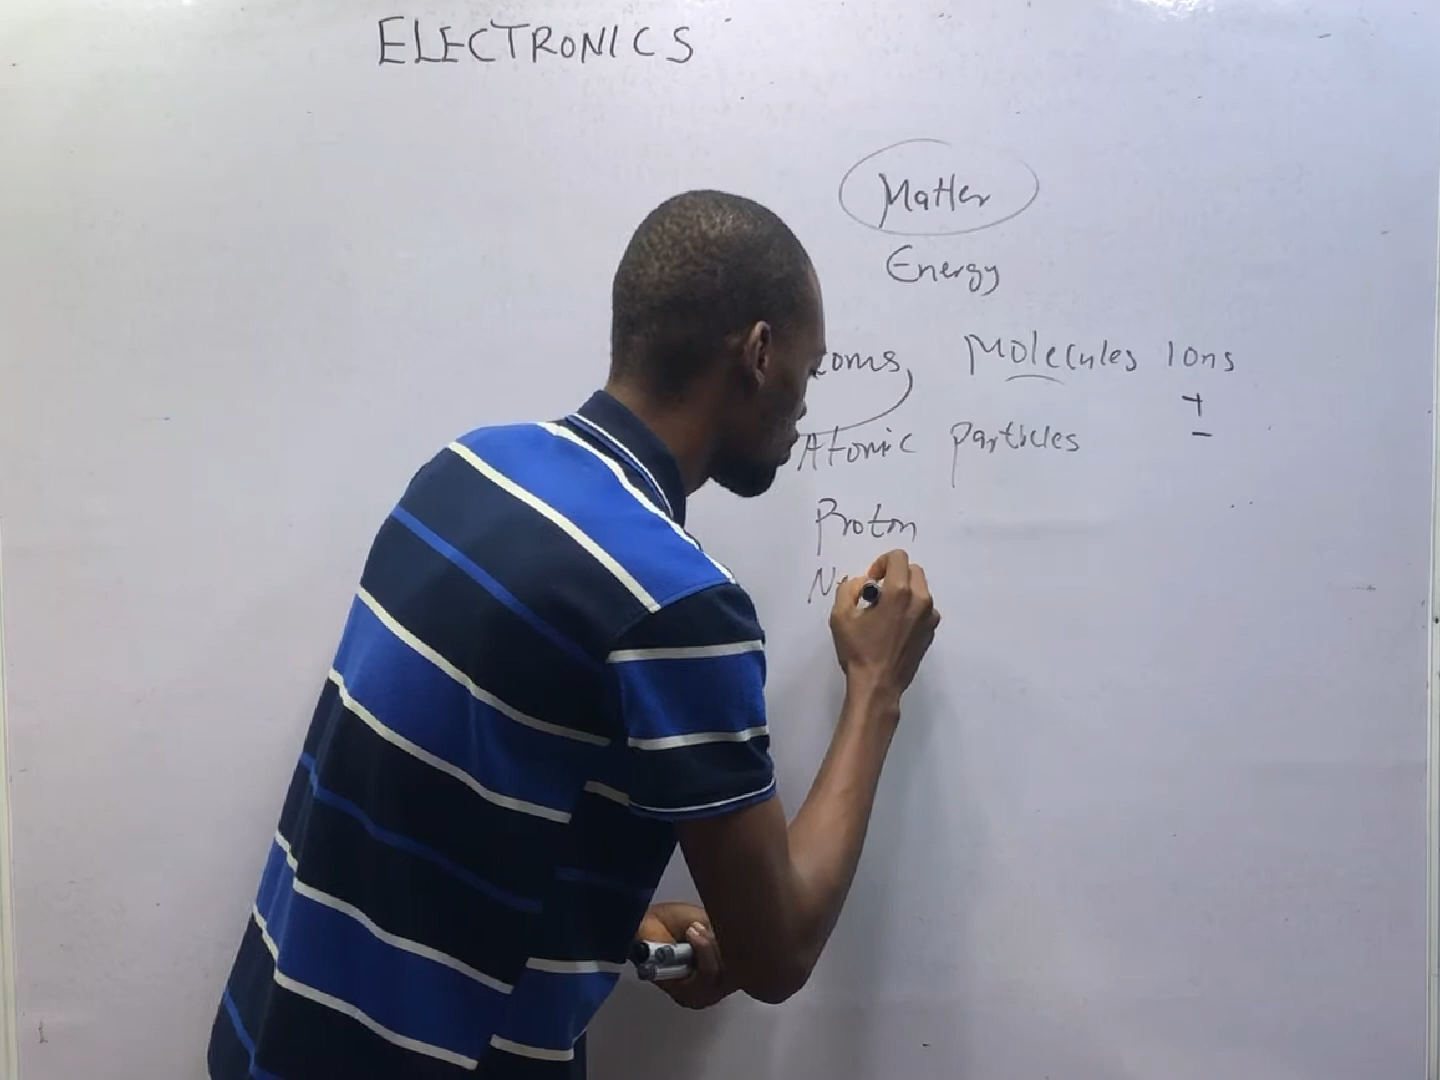 ELECTRONICS
Matter
Energy
toms Molecules Ions
+
Atomic Particles
-
Proton
N